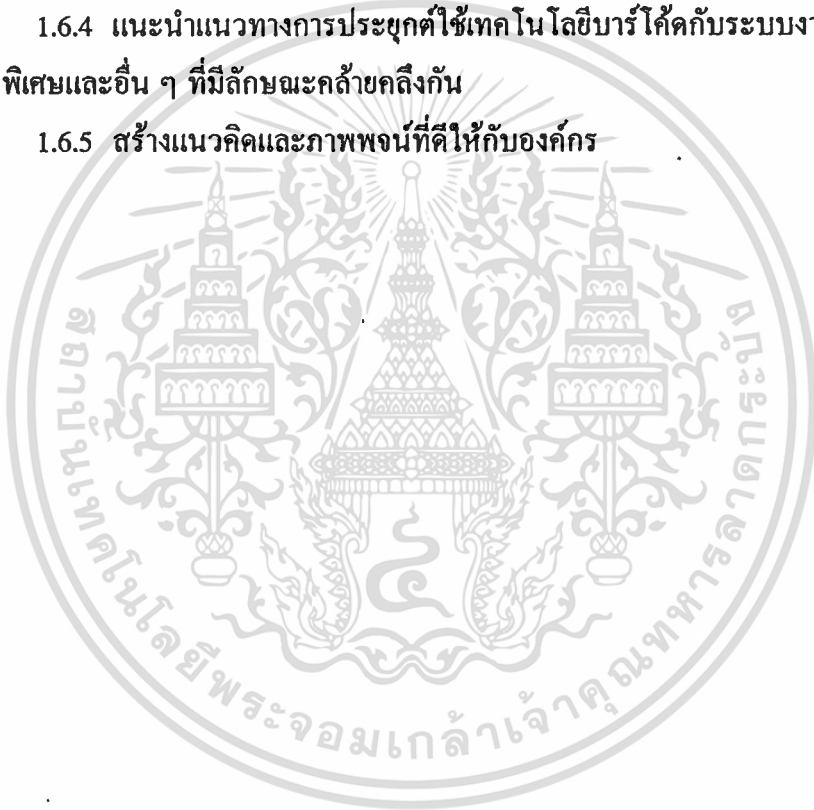 1.6.4 แนะนำแนวทางการประยุกต์ใช้เทคโนโลยีบาร์โค้ดกับระบบงา
พิเศษและอื่น ๆ ที่มีลักษณะคล้ายคลึงกัน
1.6.5 สร้างแนวคิดและภาพพจน์ที่ดีให้กับองค์กร
สถาบันเทคโนโลยีพระจอมเกล้าเจ้าคุณทหารลาดกระบัง